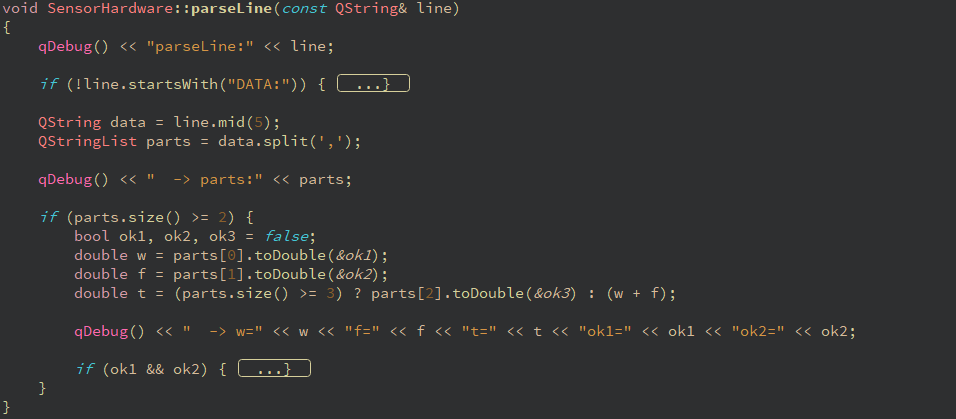 void SensorHardware::parseLine(const QString& line)
{
    qDebug() << "parseLine:" << line;

    if (!line.startsWith("DATA:")) { ...}

    QString data = line.mid(5);
    QStringList parts = data.split(',');

    qDebug() << "  -> parts:" << parts;

    if (parts.size() >= 2) {
        bool ok1, ok2, ok3 = false;
        double w = parts[0].toDouble(&ok1);
        double f = parts[1].toDouble(&ok2);
        double t = (parts.size() >= 3) ? parts[2].toDouble(&ok3) : (w + f);

        qDebug() << "  -> w=" << w << "f=" << f << "t=" << t << "ok1=" << ok1 << "ok2=" << ok2;

        if (ok1 && ok2) { ...}
    }
}